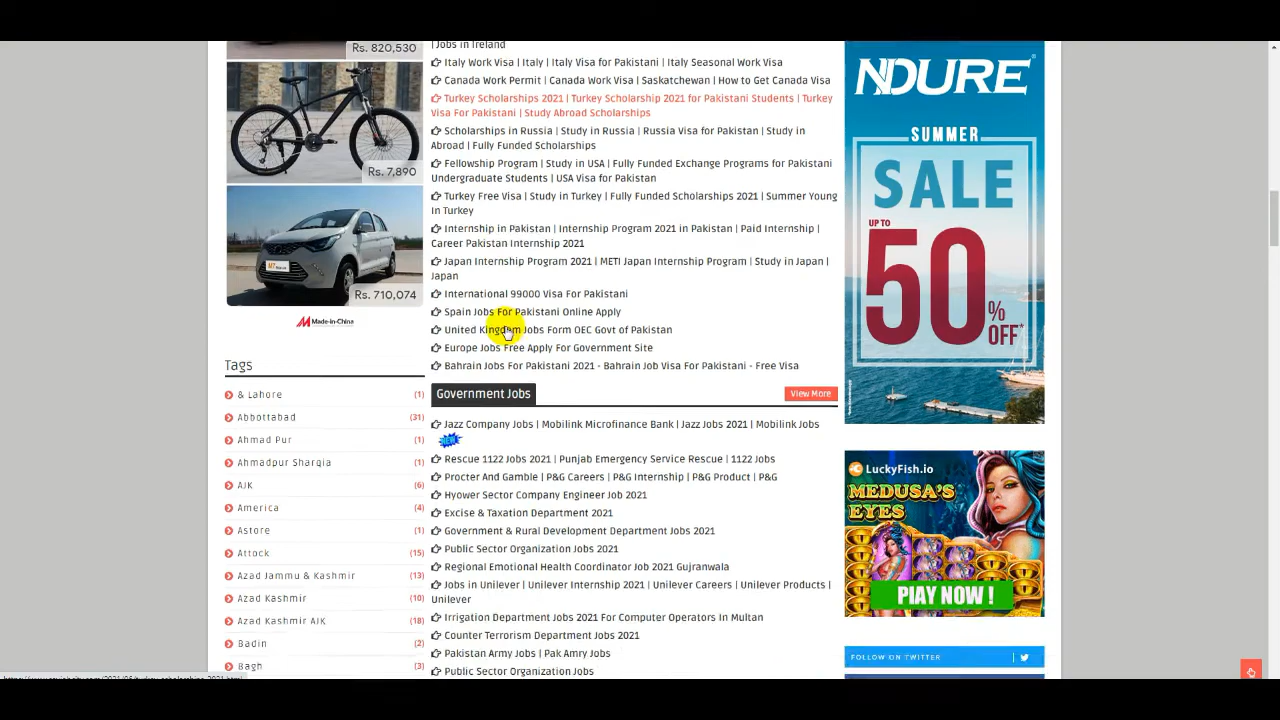 Rs. 820,530
Rs. 7,890
Rs. 710,074
Made-in-China
Tags
& Lahore (1)
Abbottabad (31)
Ahmad Pur (1)
Ahmadpur Sharqia (1)
AJK (6)
America (4)
Astore (1)
Attock (15)
Azad Jammu & Kashmir (13)
Azad Kashmir (10)
Azad Kashmir AJK (18)
Badin (2)
Bagh (3)
| Jobs in Ireland
Italy Work Visa | Italy | Italy Visa for Pakistani | Italy Seasonal Work Visa
Canada Work Permit | Canada Work Visa | Saskatchewan | How to Get Canada Visa
Turkey Scholarships 2021 | Turkey Scholarship 2021 for Pakistani Students | Turkey
Visa For Pakistani | Study Abroad Scholarships
Scholarships in Russia | Study in Russia | Russia Visa for Pakistan | Study in
Abroad | Fully Funded Scholarships
Fellowship Program | Study in USA | Fully Funded Exchange Programs for Pakistani
Undergraduate Students | USA Visa for Pakistan
Turkey Free Visa | Study in Turkey | Fully Funded Scholarships 2021 | Summer Young
In Turkey
Internship in Pakistan | Internship Program 2021 in Pakistan | Paid Internship |
Career Pakistan Internship 2021
Japan Internship Program 2021 | METI Japan Internship Program | Study in Japan |
Japan
International 99000 Visa For Pakistani
Spain Jobs For Pakistani Online Apply
United Kingdom Jobs Form OEC Govt of Pakistan
Europe Jobs Free Apply For Government Site
Bahrain Jobs For Pakistani 2021 - Bahrain Job Visa For Pakistani - Free Visa
Government Jobs
View More
Jazz Company Jobs | Mobilink Microfinance Bank | Jazz Jobs 2021 | Mobilink Jobs
NEW
Rescue 1122 Jobs 2021 | Punjab Emergency Service Rescue | 1122 Jobs
Procter And Gamble | P&G Careers | P&G Internship | P&G Product | P&G
Hyower Sector Company Engineer Job 2021
Excise & Taxation Department 2021
Government & Rural Development Department Jobs 2021
Public Sector Organization Jobs 2021
Regional Emotional Health Coordinator Job 2021 Gujranwala
Jobs in Unilever | Unilever Internship 2021 | Unilever Careers | Unilever Products |
Unilever
Irrigation Department Jobs 2021 For Computer Operators In Multan
Counter Terrorism Department Jobs 2021
Pakistan Army Jobs | Pak Amry Jobs
Public Sector Organization Jobs
NDURE
SUMMER
SALE
UP TO
50%
OFF*
LuckyFish.io
MEDUSA'S
EYES
PLAY NOW !
FOLLOW ON TWITTER